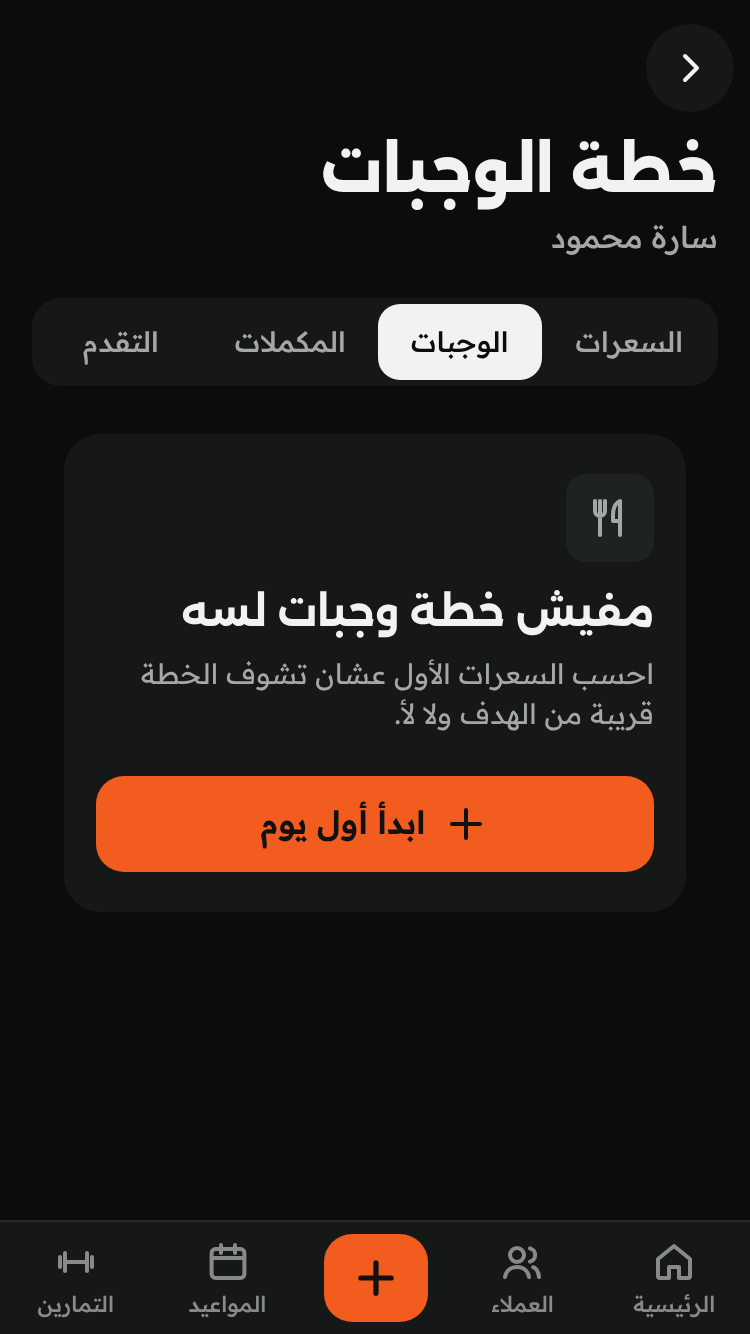 خطة الوجبات
سارة محمود
السعرات
الوجبات
المكملات
التقدم
مفيش خطة وجبات لسه
احسب السعرات الأول عشان تشوف الخطة
قريبة من الهدف ولا لأ.
ابدأ أول يوم
الرئيسية
العملاء
المواعيد
التمارين